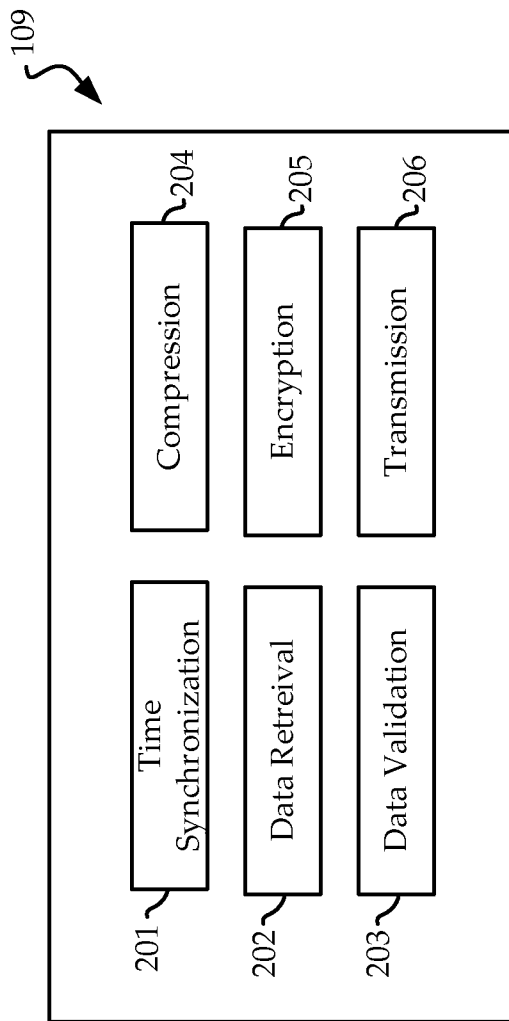 109
201
Time
Synchronization
Compression
204
202
Data Retreival
Encryption
205
203
Data Validation
Transmission
206